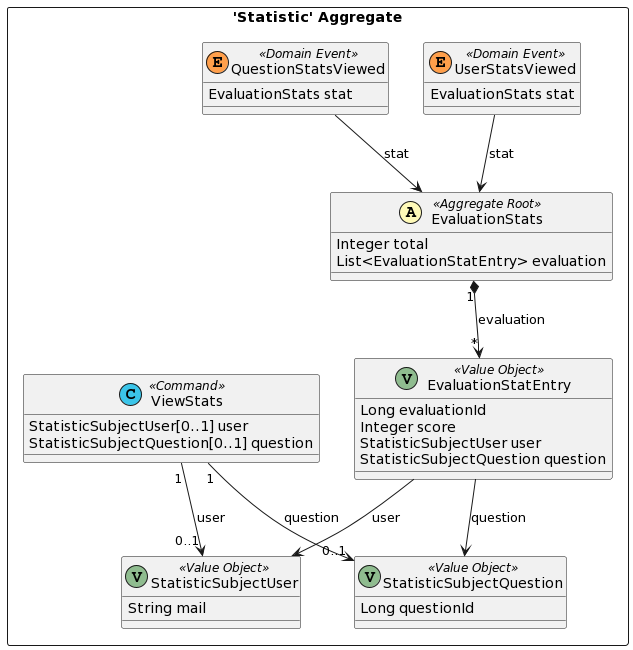 'Statistic' Aggregate
E «Domain Event»
QuestionStatsViewed
EvaluationStats stat
E «Domain Event»
UserStatsViewed
EvaluationStats stat
stat
stat
A «Aggregate Root»
EvaluationStats
Integer total
List<EvaluationStatEntry> evaluation
1
evaluation
*
C «Command»
ViewStats
StatisticSubjectUser[0..1] user
StatisticSubjectQuestion[0..1] question
V «Value Object»
EvaluationStatEntry
Long evaluationId
Integer score
StatisticSubjectUser user
StatisticSubjectQuestion question
1
1
user
question
user
question
0..1
0..1
V «Value Object»
StatisticSubjectUser
String mail
V «Value Object»
StatisticSubjectQuestion
Long questionId